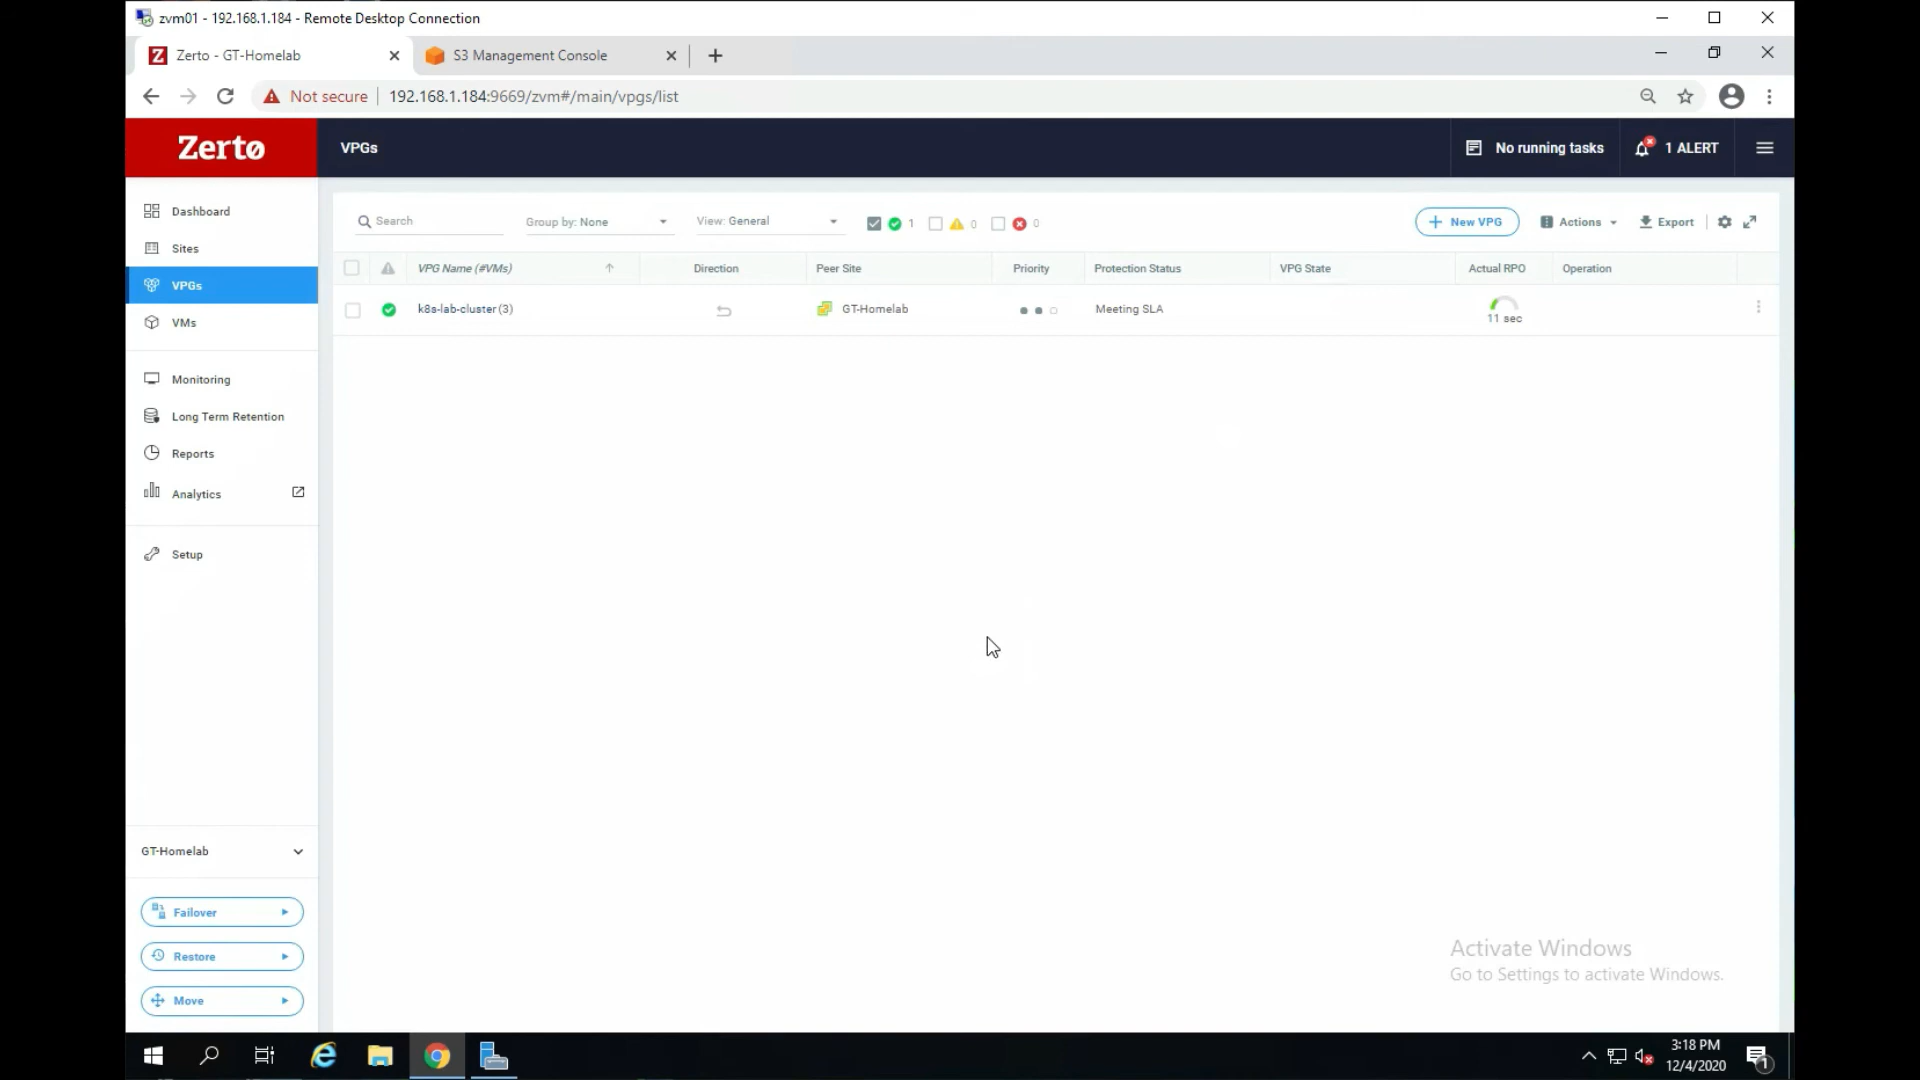 zvm01 - 192.168.1.184 - Remote Desktop Connection
Zerto - GT-Homelab
S3 Management Console
Not secure
192.168.1.184:9669/zvm#/main/vpgs/list
Zerto
VPGs
No running tasks
1 ALERT
Dashboard
Sites
VPGs
VMs
Monitoring
Long Term Retention
Reports
Analytics
Setup
Search
Group by: None
View: General
1
0
0
New VPG
Actions
Export
VPG Name (#VMs)
Direction
Peer Site
Priority
Protection Status
VPG State
Actual RPO
Operation
k8s-lab-cluster (3)
GT-Homelab
Meeting SLA
11 sec
GT-Homelab
Failover
Restore
Move
Activate Windows
Go to Settings to activate Windows.
3:18 PM
12/4/2020
1